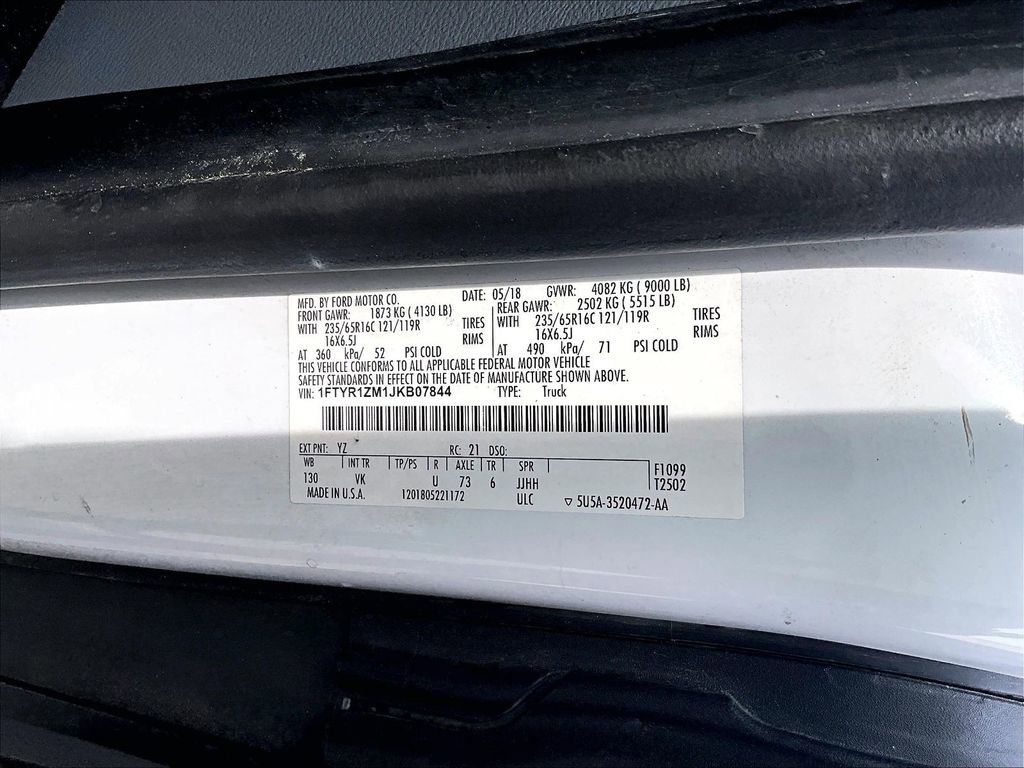 MFD. BY FORD MOTOR CO. DATE: 05/18 GVWR: 4082 KG ( 9000 LB)
FRONT GAWR: 1873 KG ( 4130 LB) REAR GAWR: 2502 KG ( 5515 LB)
WITH 235/65R16C 121/119R TIRES WITH 235/65R16C 121/119R TIRES
16X6.5J RIMS 16X6.5J RIMS
AT 360 kPa/ 52 PSI COLD AT 490 kPa/ 71 PSI COLD
THIS VEHICLE CONFORMS TO ALL APPLICABLE FEDERAL MOTOR VEHICLE
SAFETY STANDARDS IN EFFECT ON THE DATE OF MANUFACTURE SHOWN ABOVE.
VIN: 1FTYR1ZM1JKB07844 TYPE: Truck
EXT PNT: YZ RC: 21 DSO:
WB INT TR TP/PS R AXLE TR SPR F1099
130 VK U 73 6 JJHH T2502
MADE IN U.S.A. 1201805221172 ULC ▽ 5U5A-3520472-AA